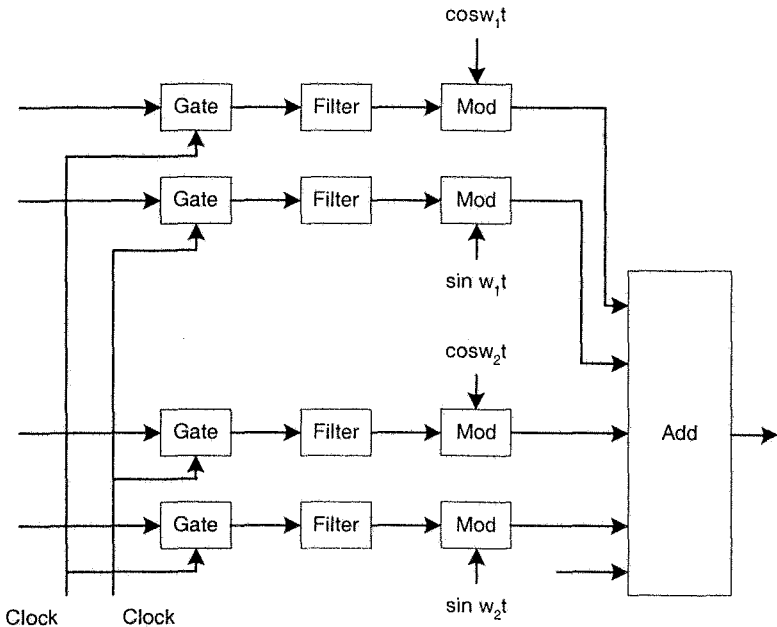 cosw₁t
Gate Filter Mod
Gate Filter Mod
sin w₁t
cosw₂t
Gate Filter Mod
Add
Gate Filter Mod
sin w₂t
Clock Clock